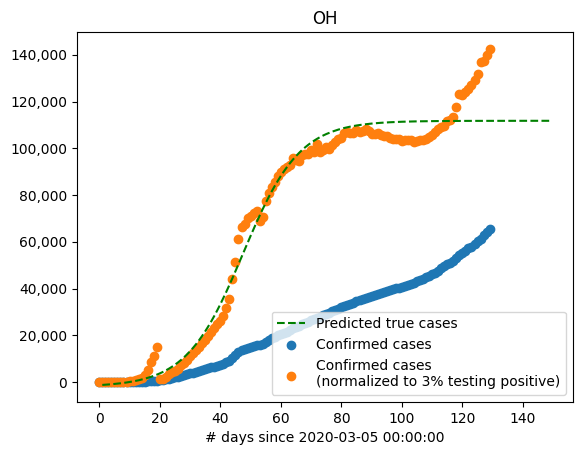 OH
140,000
120,000
100,000
80,000
60,000
40,000
20,000
0
Predicted true cases
Confirmed cases
Confirmed cases
(normalized to 3% testing positive)
0 20 40 60 80 100 120 140
# days since 2020-03-05 00:00:00